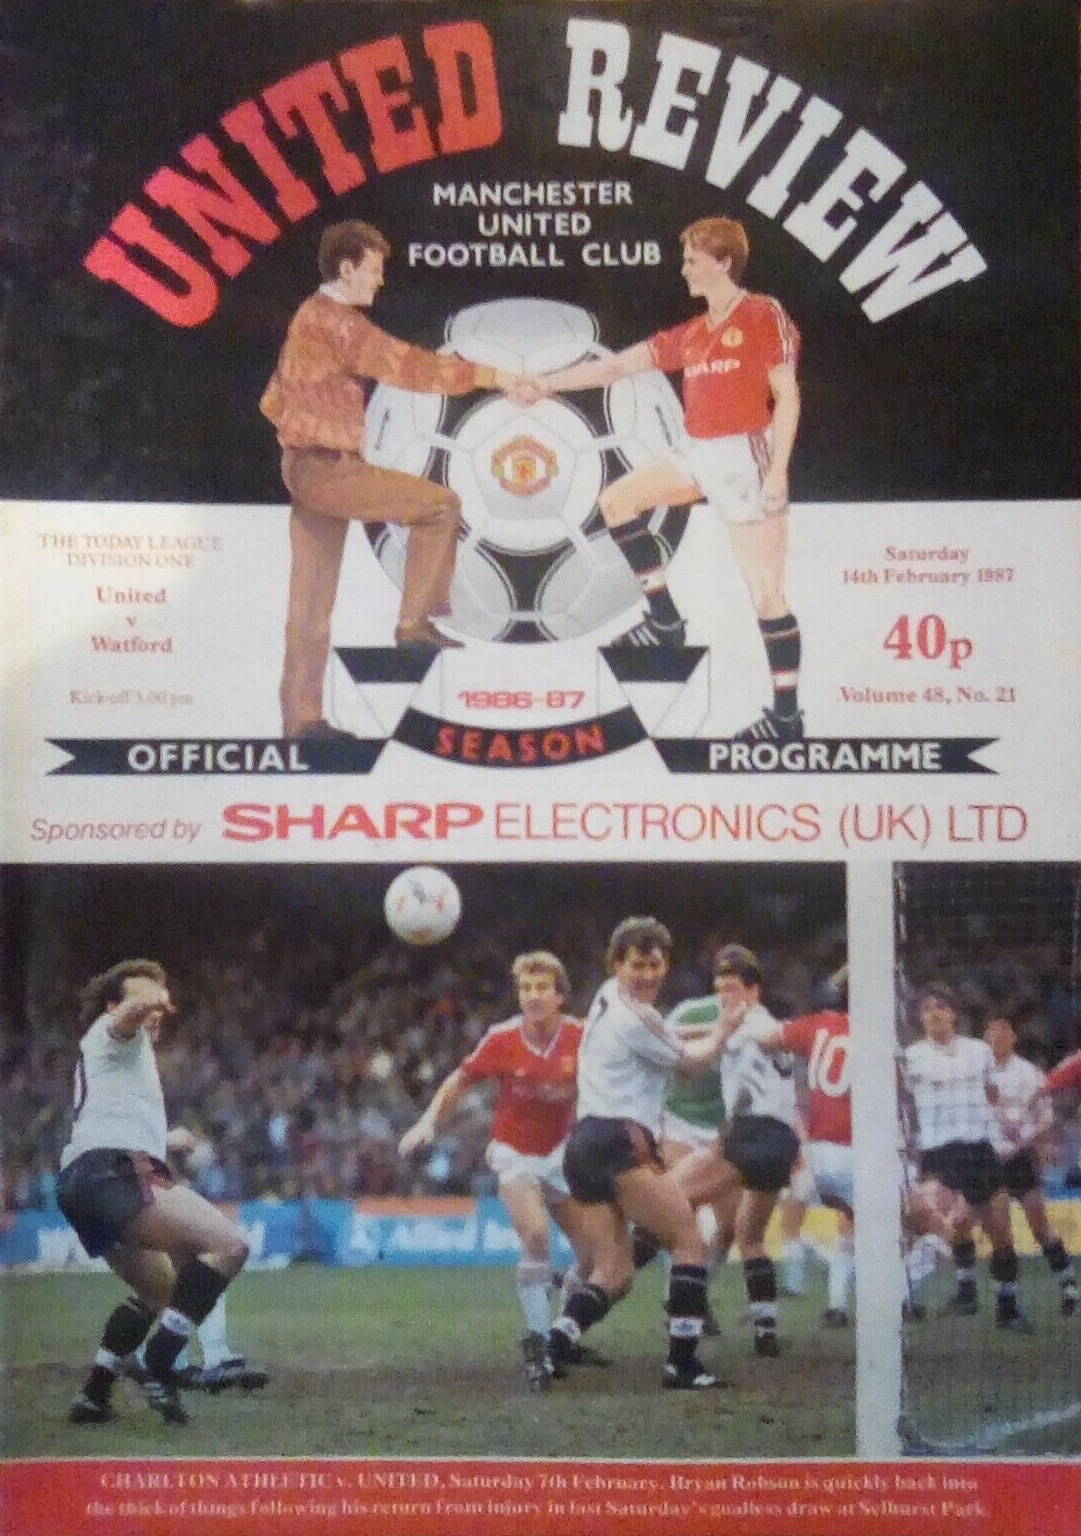 UNITED REVIEW
MANCHESTER
UNITED
FOOTBALL CLUB
SHARP
THE TODAY LEAGUE
DIVISION ONE
United
v
Watford
Kick-off 3.00 pm
Saturday
14th February 1987
40p
Volume 48, No. 21
1986-87
OFFICIAL SEASON PROGRAMME
Sponsored by SHARP ELECTRONICS (UK) LTD
10
CHARLTON ATHLETIC v. UNITED, Saturday 7th February. Bryan Robson is quickly back into
the thick of things following his return from injury in last Saturday's goalless draw at Selhurst Park.